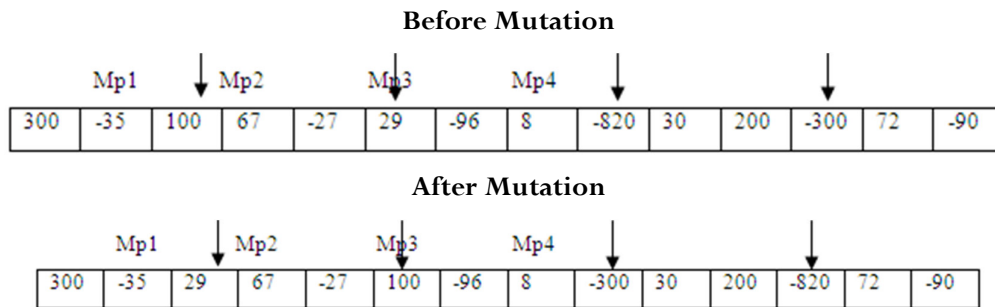 Before Mutation
Mp1 Mp2 Mp3 Mp4
300 -35 100 67 -27 29 -96 8 -820 30 200 -300 72 -90
After Mutation
Mp1 Mp2 Mp3 Mp4
300 -35 29 67 -27 100 -96 8 -300 30 200 -820 72 -90